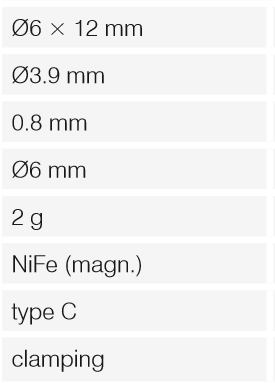 Ø6 × 12 mm
Ø3.9 mm
0.8 mm
Ø6 mm
2 g
NiFe (magn.)
type C
clamping